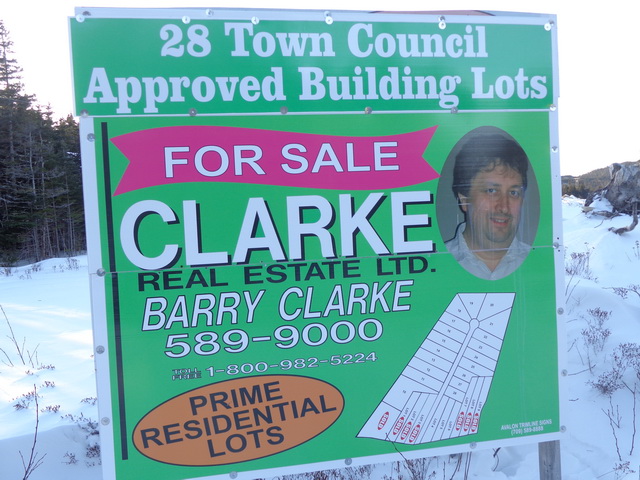 28 Town Council
Approved Building Lots
FOR SALE
CLARKE
REAL ESTATE LTD.
BARRY CLARKE
589-9000
TOLL FREE 1-800-982-5224
PRIME
RESIDENTIAL
LOTS
AVALON TRIMLINE SIGNS